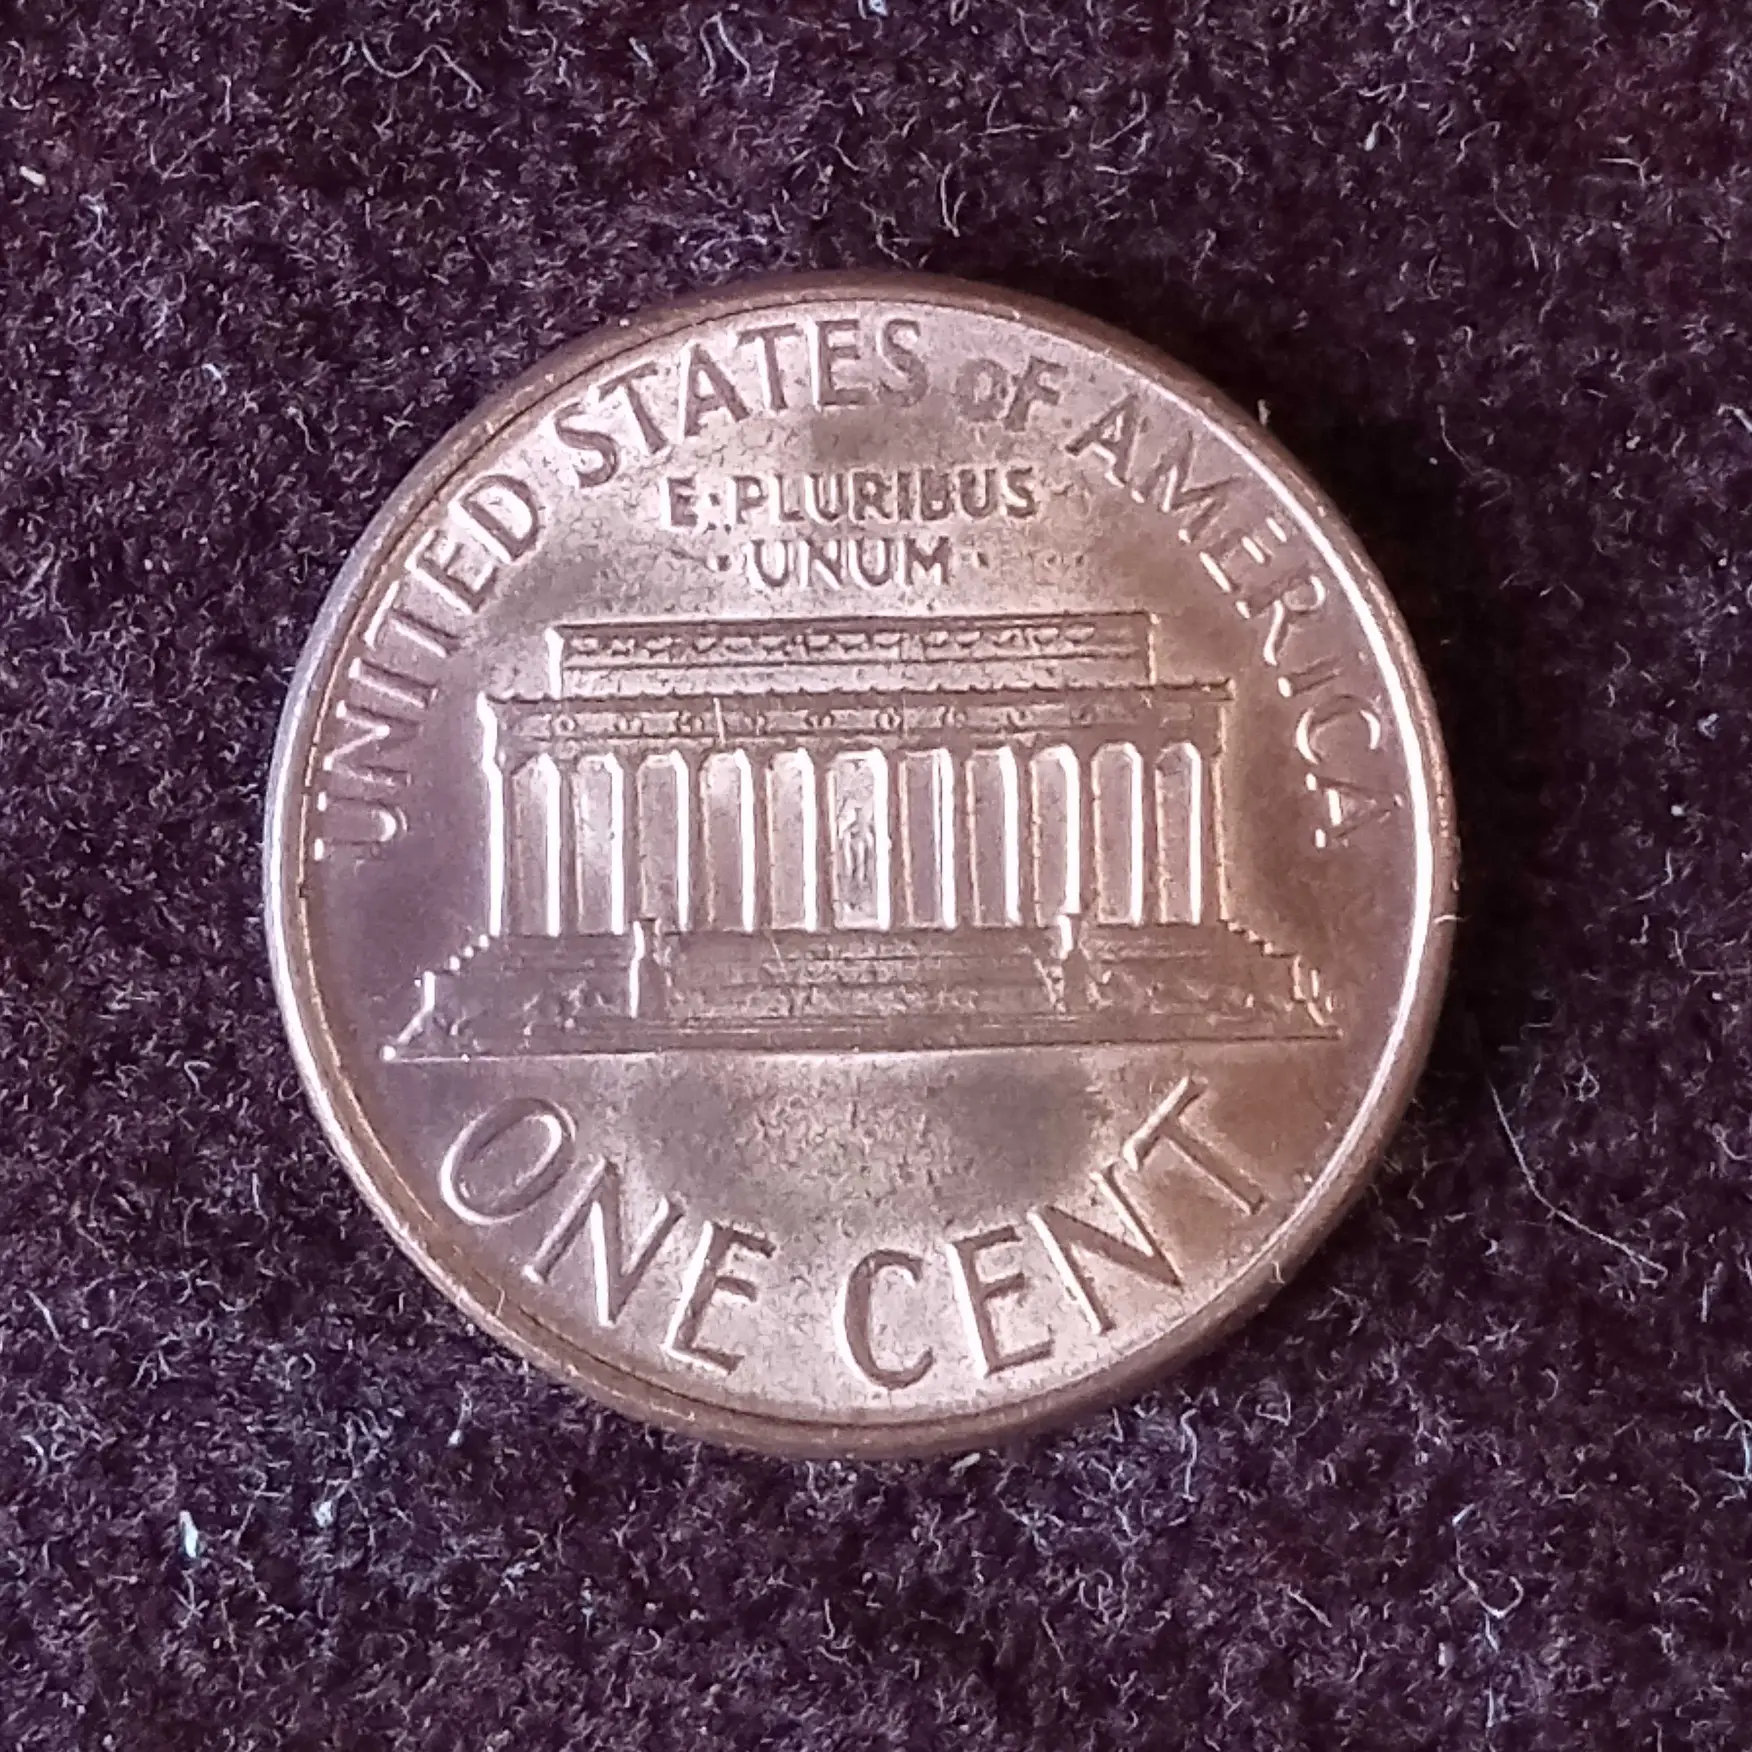 UNITED STATES OF AMERICA
E·PLURIBUS
·UNUM·
ONE CENT